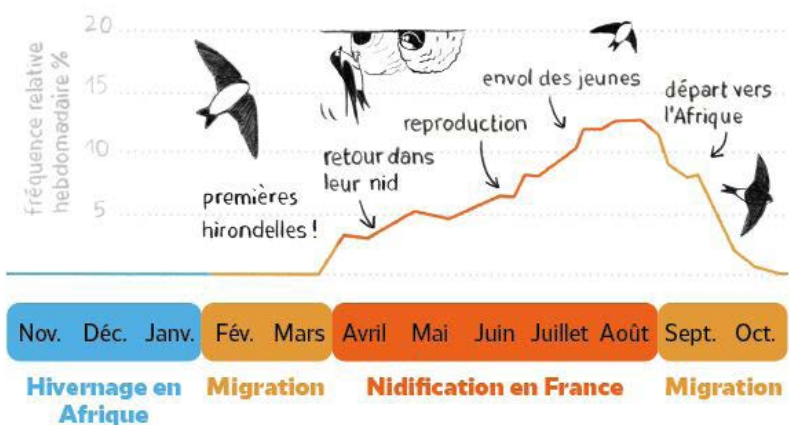 fréquence relative
hebdomadaire %
20
15
10
5
premières
hirondelles !
retour dans
leur nid
reproduction
envol des jeunes
départ vers
l'Afrique
Nov. Déc. Janv. Fév. Mars Avril Mai Juin Juillet Août Sept. Oct.
Hivernage en
Afrique
Migration
Nidification en France
Migration